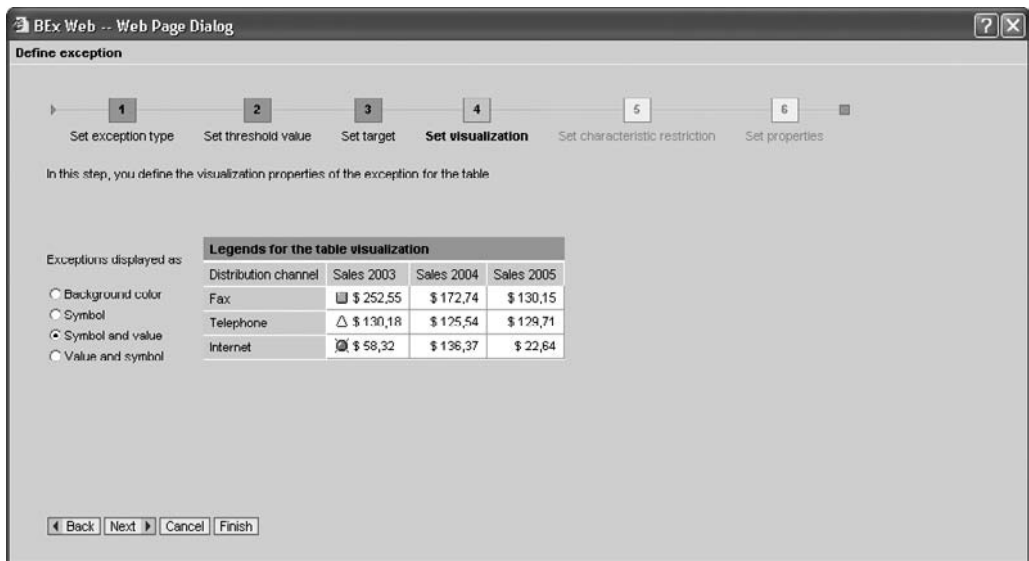 BEx Web -- Web Page Dialog
Define exception
1 2 3 4 5 6
Set exception type Set threshold value Set target Set visualization Set characteristic restriction Set properties
In this step, you define the visualization properties of the exception for the table
Exceptions displayed as
Background color
Symbol
Symbol and value
Value and symbol
Legends for the table visualization
Distribution channel Sales 2003 Sales 2004 Sales 2005
Fax $ 252,55 $ 172,74 $ 130,15
Telephone $ 130,18 $ 125,54 $ 129,71
Internet $ 58,32 $ 136,37 $ 22,64
Back Next Cancel Finish